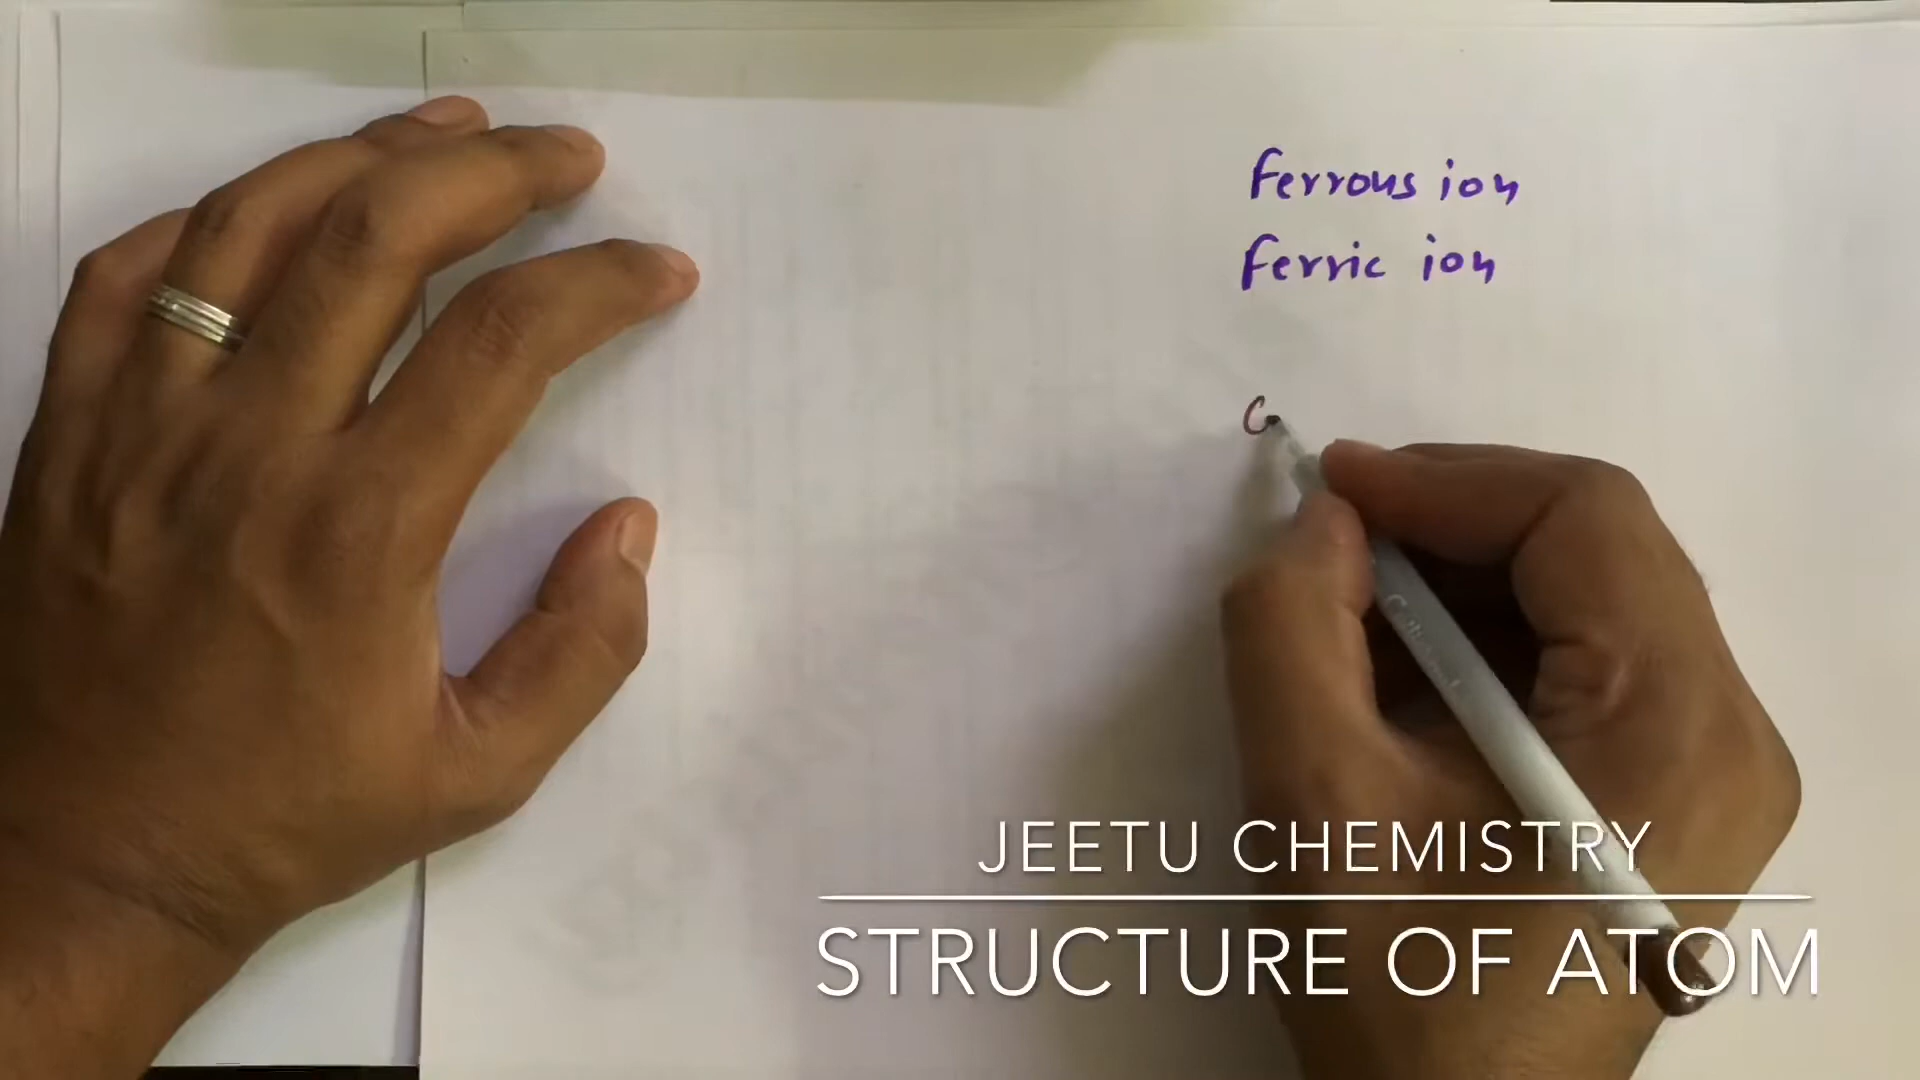 Ferrous ion
Ferric ion
C
JEETU CHEMISTRY
STRUCTURE OF ATOM